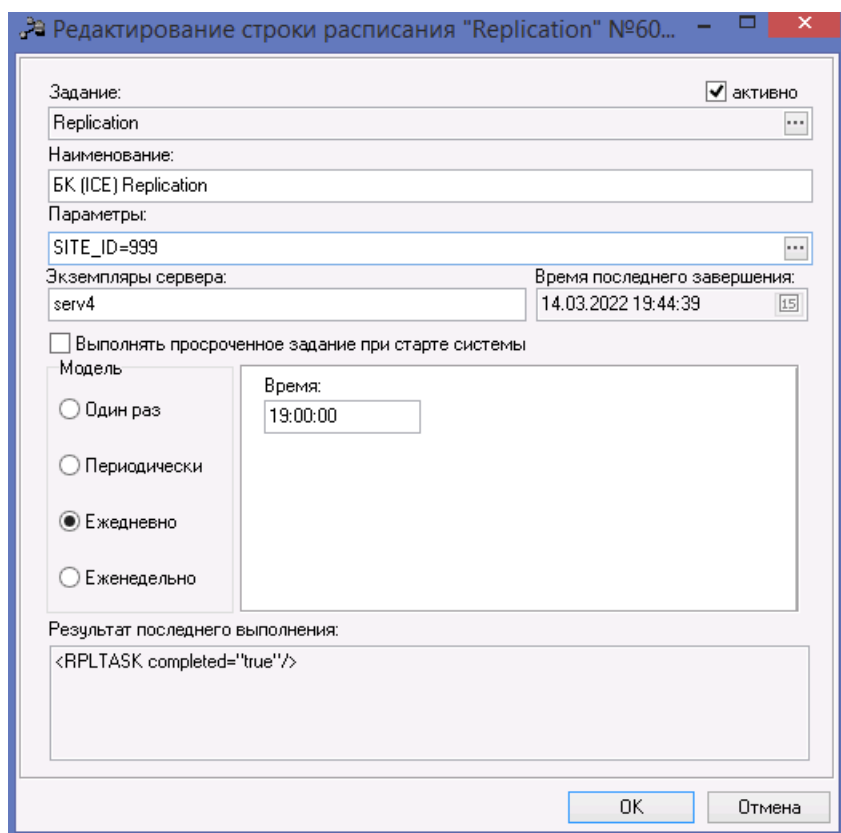 Редактирование строки расписания "Replication" №60...
Задание:
активно
Replication
...
Наименование:
БК (ICE) Replication
Параметры:
SITE_ID=999
...
Экземпляры сервера:
Время последнего завершения:
serv4
14.03.2022 19:44:39
15
Выполнять просроченное задание при старте системы
Модель
Время:
Один раз
19:00:00
Периодически
Ежедневно
Еженедельно
Результат последнего выполнения:
<RPLTASK completed="true"/>
OK
Отмена